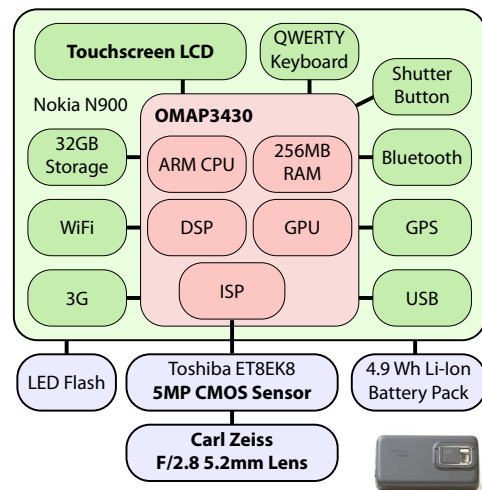 Touchscreen LCD
QWERTY
Keyboard
Shutter
Button
Nokia N900
OMAP3430
32GB
Storage
ARM CPU
256MB
RAM
Bluetooth
WiFi
DSP
GPU
GPS
3G
ISP
USB
LED Flash
Toshiba ET8EK8
5MP CMOS Sensor
4.9 Wh Li-Ion
Battery Pack
Carl Zeiss
F/2.8 5.2mm Lens